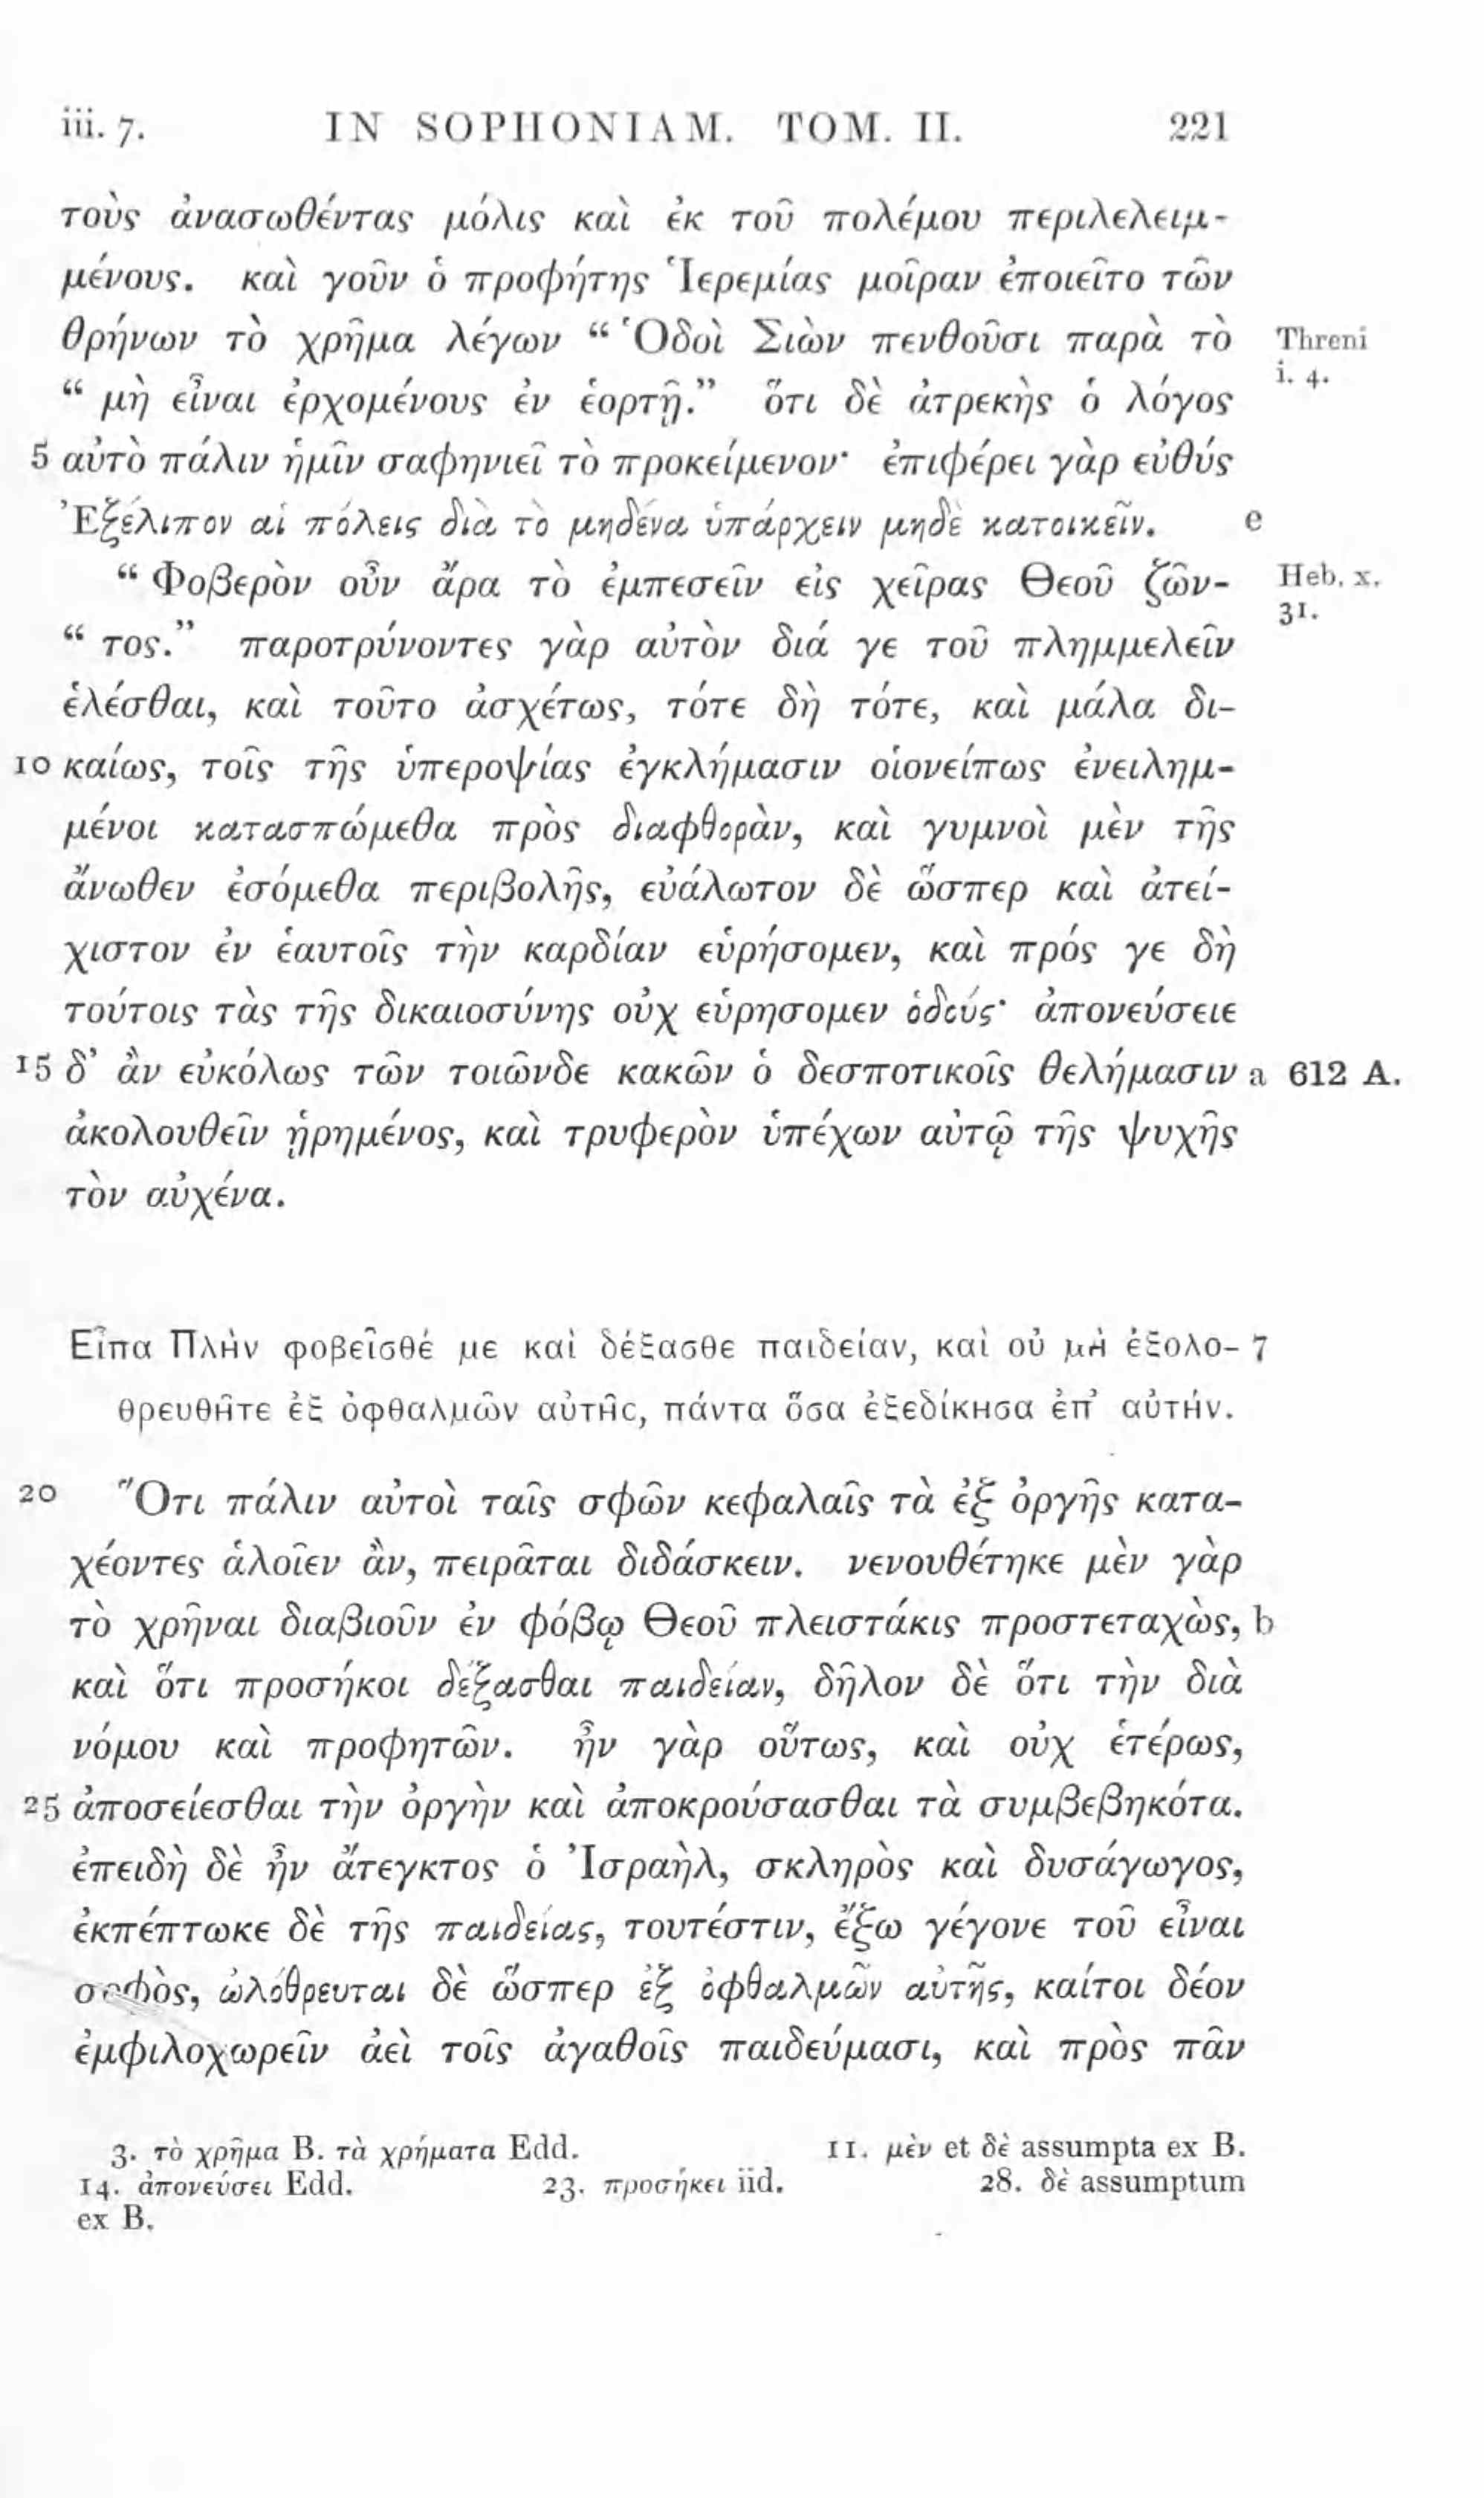 iii. 7. IN SOPHONIAM. TOM. II. 221
τοὺς ἀνασωθέντας μόλις καὶ ἐκ τοῦ πολέμου περιλελειμ-
μένους. καὶ γοῦν ὁ προφήτης Ἱερεμίας μοῖραν ἐποιεῖτο τῶν
θρήνων τὸ χρῆμα λέγων “ Ὁδοὶ Σιὼν πενθοῦσι παρὰ τὸ Threni
“ μὴ εἶναι ἐρχομένους ἐν ἑορτῇ.” ὅτι δὲ ἀτρεκὴς ὁ λόγος i. 4.
5 αὐτὸ πάλιν ἡμῖν σαφηνιεῖ τὸ προκείμενον· ἐπιφέρει γὰρ εὐθύς
Ἐξέλιπον αἱ πόλεις διὰ τὸ μηδένα ὑπάρχειν μηδὲ κατοικεῖν. e
“ Φοβερὸν οὖν ἄρα τὸ ἐμπεσεῖν εἰς χεῖρας Θεοῦ ζῶν- Heb. x.
31.
“ τος.” παροτρύνοντες γὰρ αὐτὸν διά γε τοῦ πλημμελεῖν
ἑλέσθαι, καὶ τοῦτο ἀσχέτως, τότε δὴ τότε, καὶ μάλα δι-
10 καίως, τοῖς τῆς ὑπεροψίας ἐγκλήμασιν οἱονείπως ἐνειλημ-
μένοι κατασπώμεθα πρὸς διαφθορὰν, καὶ γυμνοὶ μὲν τῆς
ἄνωθεν ἐσόμεθα περιβολῆς, εὐάλωτον δὲ ὥσπερ καὶ ἀτεί-
χιστον ἐν ἑαυτοῖς τὴν καρδίαν εὑρήσομεν, καὶ πρός γε δὴ
τούτοις τὰς τῆς δικαιοσύνης οὐχ εὑρησομεν ὁδούς· ἀπονεύσειε
15 δ’ ἂν εὐκόλως τῶν τοιῶνδε κακῶν ὁ δεσποτικοῖς θελήμασιν a 612 A.
ἀκολουθεῖν ᾑρημένος, καὶ τρυφερὸν ὑπέχων αὐτῷ τῆς ψυχῆς
τὸν αὐχένα.
Εἶπα Πλὴν φοβεῖσθέ με καὶ δέξασθε παιδείαν, καὶ οὐ μὴ ἐξολο- 7
θρευθῆτε ἐξ ὀφθαλμῶν αὐτῆς, πάντα ὅσα ἐξεδίκησα ἐπ’ αὐτήν.
20 Ὅτι πάλιν αὐτοὶ ταῖς σφῶν κεφαλαῖς τὰ ἐξ ὀργῆς κατα-
χέοντες ἁλοῖεν ἂν, πειρᾶται διδάσκειν. νενουθέτηκε μὲν γὰρ
τὸ χρῆναι διαβιοῦν ἐν φόβῳ Θεοῦ πλειστάκις προστεταχὼς, b
καὶ ὅτι προσήκοι δέξασθαι παιδείαν, δῆλον δὲ ὅτι τὴν διὰ
νόμου καὶ προφητῶν. ἦν γὰρ οὕτως, καὶ οὐχ ἑτέρως,
25 ἀποσείεσθαι τὴν ὀργὴν καὶ ἀποκρούσασθαι τὰ συμβεβηκότα.
ἐπειδὴ δὲ ἦν ἄτεγκτος ὁ Ἰσραὴλ, σκληρὸς καὶ δυσάγωγος,
ἐκπέπτωκε δὲ τῆς παιδείας, τουτέστιν, ἔξω γέγονε τοῦ εἶναι
σοφὸς, ὠλόθρευται δὲ ὥσπερ ἐξ ὀφθαλμῶν αὐτῆς, καίτοι δέον
ἐμφιλοχωρεῖν ἀεὶ τοῖς ἀγαθοῖς παιδεύμασι, καὶ πρὸς πᾶν
3. τὸ χρῆμα B. τὰ χρήματα Edd. 11. μὲν et δὲ assumpta ex B.
14. ἀπονεύσει Edd. 23. προσήκει iid. 28. δὲ assumptum
ex B.